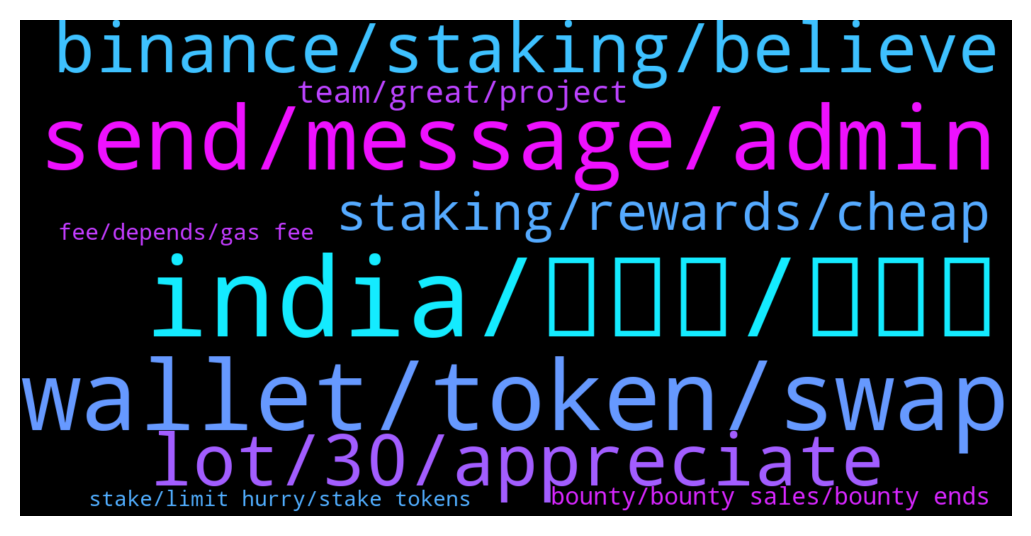 binance/staking/believe
team/great/project
send/message/admin
staking/rewards/cheap
fee/depends/gas fee
india/
wallet/token/swap
lot/30/appreciate
stake/limit hurry/stake tokens
bounty/bounty sales/bounty ends